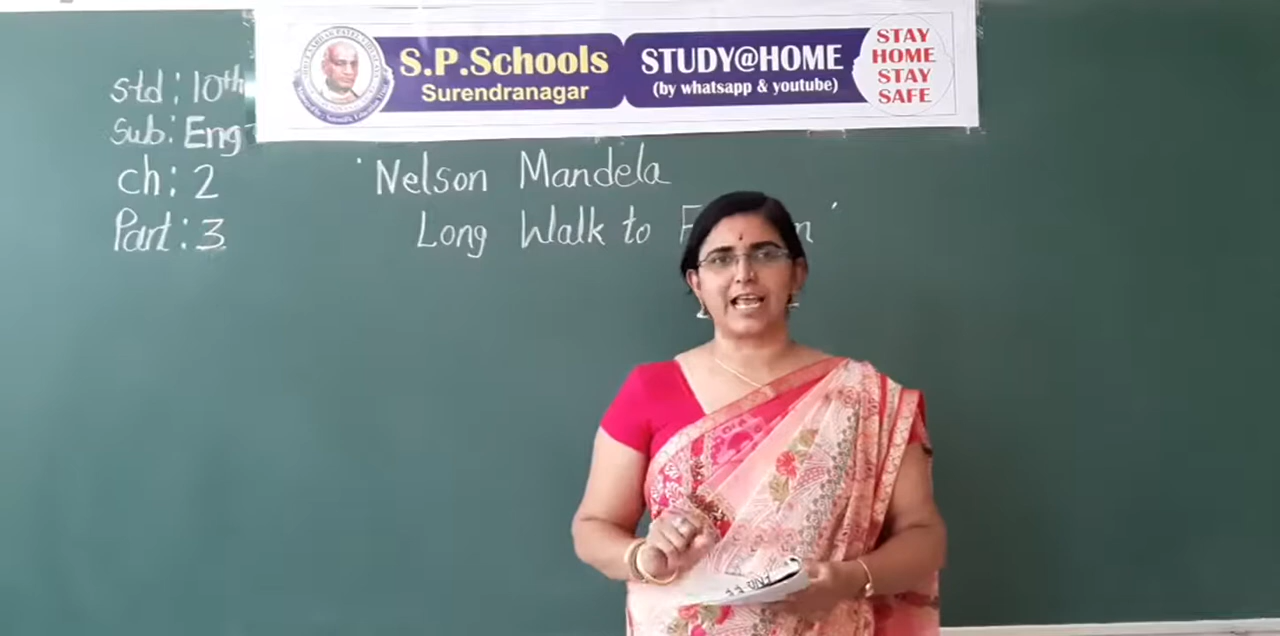 S.P.Schools
Surendranagar
STUDY@HOME
(by whatsapp & youtube)
STAY
HOME
STAY
SAFE
Std : 10th
Sub : Eng
Ch : 2
Part : 3
'Nelson Mandela
Long Walk to F m'